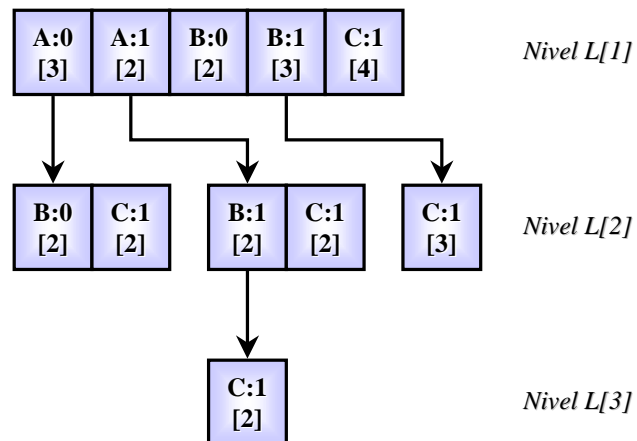 A:0 A:1 B:0 B:1 C:1 Nivel L[1]
[3] [2] [2] [3] [4]
B:0 C:1 B:1 C:1 C:1 Nivel L[2]
[2] [2] [2] [2] [3]
C:1 Nivel L[3]
[2]